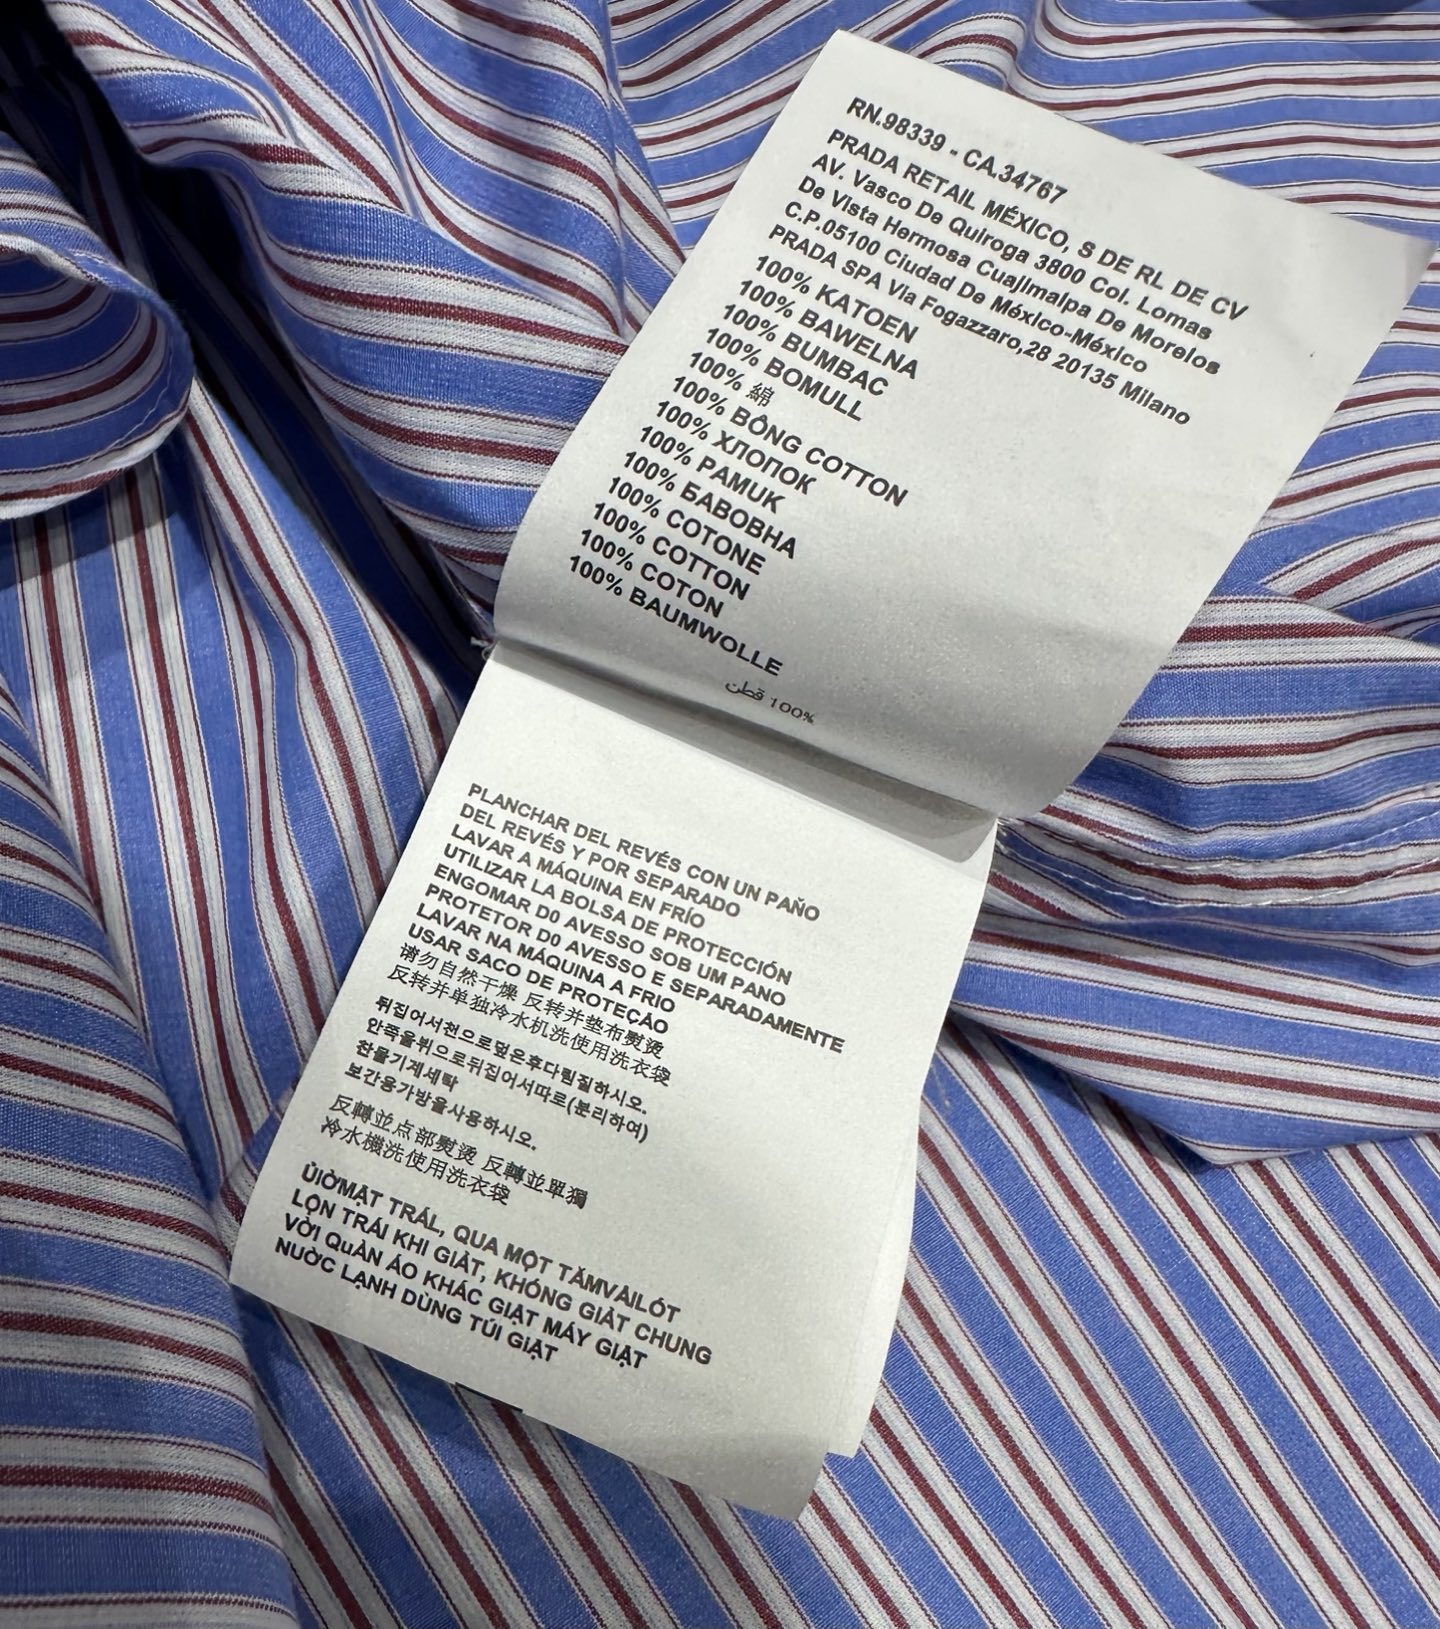 RN.98339 - CA.34767
PRADA RETAIL MÉXICO, S DE RL DE CV
AV. Vasco De Quiroga 3800 Col. Lomas
De Vista Hermosa Cuajimalpa De Morelos
C.P.05100 Ciudad De México-México
PRADA SPA Via Fogazzaro,28 20135 Milano
100% KATOEN
100% BAWELNA
100% BUMBAC
100% BOMULL
100% 綿
100% BÔNG COTTON
100% ХЛОПОК
100% PAMUK
100% БАВОВНА
100% COTONE
100% COTTON
100% COTON
100% BAUMWOLLE
100% قطن
PLANCHAR DEL REVÉS CON UN PAÑO
DEL REVÉS Y POR SEPARADO
LAVAR A MÁQUINA EN FRÍO
UTILIZAR LA BOLSA DE PROTECCIÓN
ENGOMAR D0 AVESSO SOB UM PANO
PROTETOR D0 AVESSO E SEPARADAMENTE
LAVAR NA MÁQUINA A FRIO
USAR SACO DE PROTEÇÃO
请勿自然干燥 反转并垫布熨烫
反转并单独冷水机洗使用洗衣袋
뒤집어서천으로덮은후다림질하시오.
안쪽을밖으로뒤집어서따로(분리하여)
찬물기계세탁
보간용가방을사용하시오.
反轉並点部熨烫 反轉並單獨
冷水機洗使用洗衣袋
ỦIỜMẶT TRÁI, QUA MỘT TĂMVẢILÓT
LỘN TRÁI KHI GIẶT, KHÔNG GIẶT CHUNG
VỜI QuẦN ÁO KHÁC GIẶT MÁY GIẶT
NUỚC LẠNH DÙNG TÚI GiẶT